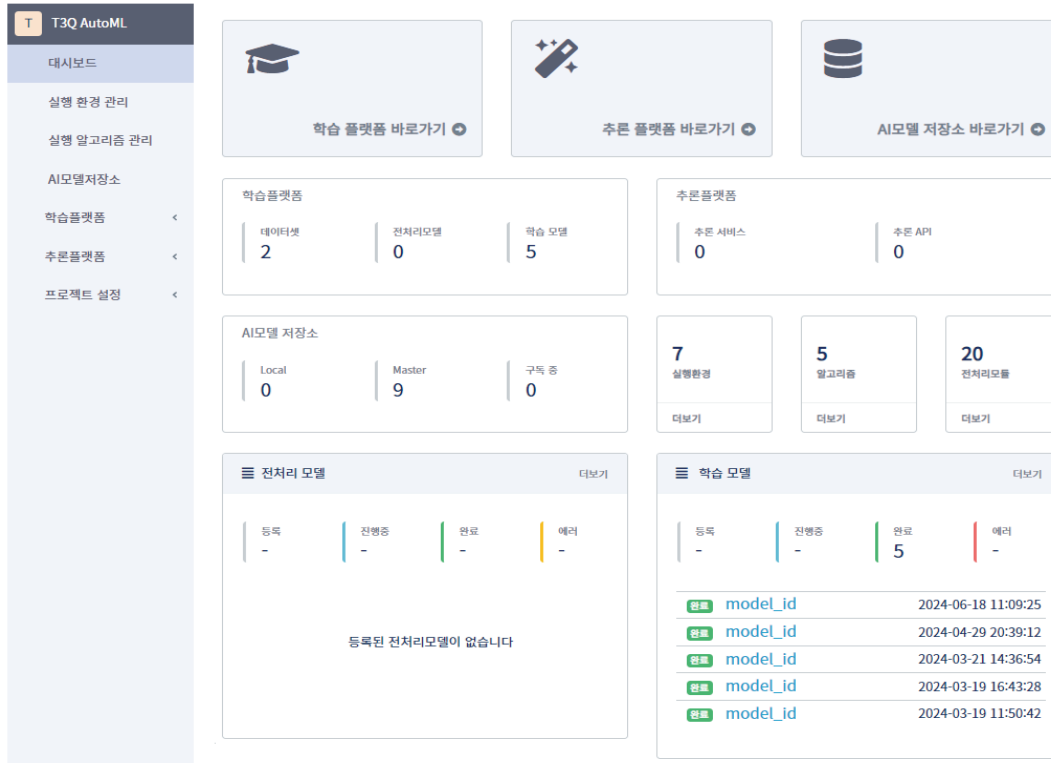 T T3Q AutoML
대시보드
실행 환경 관리
실행 알고리즘 관리
AI모델저장소
학습플랫폼
추론플랫폼
프로젝트 설정
학습 플랫폼 바로가기
추론 플랫폼 바로가기
AI모델 저장소 바로가기
학습플랫폼
데이터셋 전처리모델 학습 모델
2 0 5
추론플랫폼
추론 서비스 추론 API
0 0
AI모델 저장소
Local Master 구독 중
0 9 0
7 5 20
실행환경 알고리즘 전처리모듈
더보기 더보기 더보기
전처리 모델 더보기
등록 진행중 완료 에러
- - - -
등록된 전처리모델이 없습니다
학습 모델 더보기
등록 진행중 완료 에러
- - 5 -
완료 model_id 2024-06-18 11:09:25
완료 model_id 2024-04-29 20:39:12
완료 model_id 2024-03-21 14:36:54
완료 model_id 2024-03-19 16:43:28
완료 model_id 2024-03-19 11:50:42